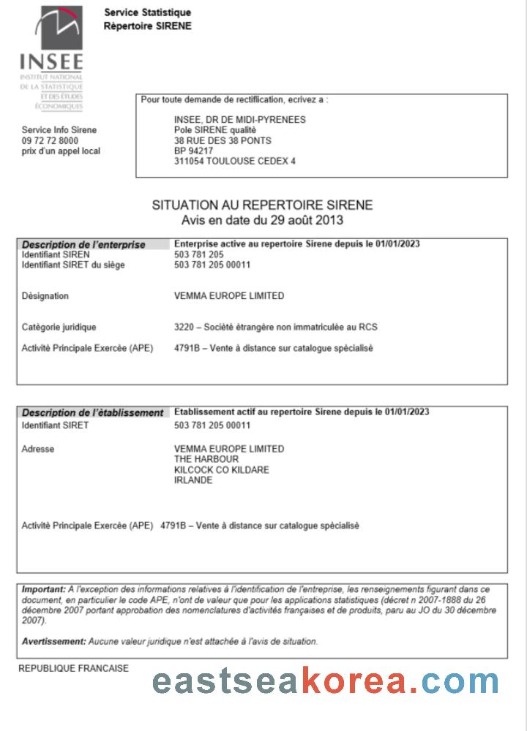 Service Statistique
Rèpertoire SIRENE
INSEE
INSTITUT NATIONAL
DE LA STATISTIQUE
ET DES ÉTUDES
ÉCONOMIQUES
Service Info Sirene
09 72 72 8000
prix d'un appel local
Pour toute demande de rectiflication, ecrivez a :
INSEE, DR DE MIDI-PYRENEES
Pole SIRENE qualité
38 RUE DES 38 PONTS
BP 94217
311054 TOULOUSE CEDEX 4
SITUATION AU REPERTOIRE SIRENE
Avis en date du 29 août 2013
Description de l'enterprise Enterprise active au repertoire Sirene depuis le 01/01/2023
Identifiant SIREN 503 781 205
Identifiant SIRET du siège 503 781 205 00011
Dèsignation VEMMA EUROPE LIMITED
Catègorie juridique 3220 – Société étrangère non immatriculée au RCS
Activité Principale Exercée (APE) 4791B – Vente à distance sur catalogue spécialisé
Description de l'ètablissement Etablissement actif au repertoire Sirene depuis le 01/01/2023
Identifiant SIRET 503 781 205 00011
Adresse VEMMA EUROPE LIMITED
THE HARBOUR
KILCOCK CO KILDARE
IRLANDE
Activité Principale Exercée (APE) 4791B – Vente à distance sur catalogue spécialisé
Important: A l'exception des informations relatives à l'identification de l'entreprise, les renseignements figurant dans ce
document, en particulier le code APE, n'ont de valeur que pour les applications statistiques (décret n 2007-1888 du 26
décembre 2007 portant approbation des nomenclatures d'activités françaises et de produits, paru au JO du 30 décembre
2007).
Avertissement: Aucune valeur juridique n'est attachée à l'avis de situation.
REPUBLIQUE FRANCAISE
eastseakorea.com